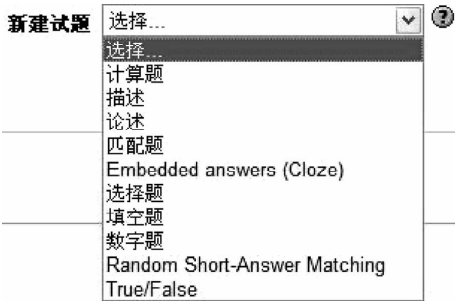 新建试题 选择...
选择...
计算题
描述
论述
匹配题
Embedded answers (Cloze)
选择题
填空题
数字题
Random Short-Answer Matching
True/False